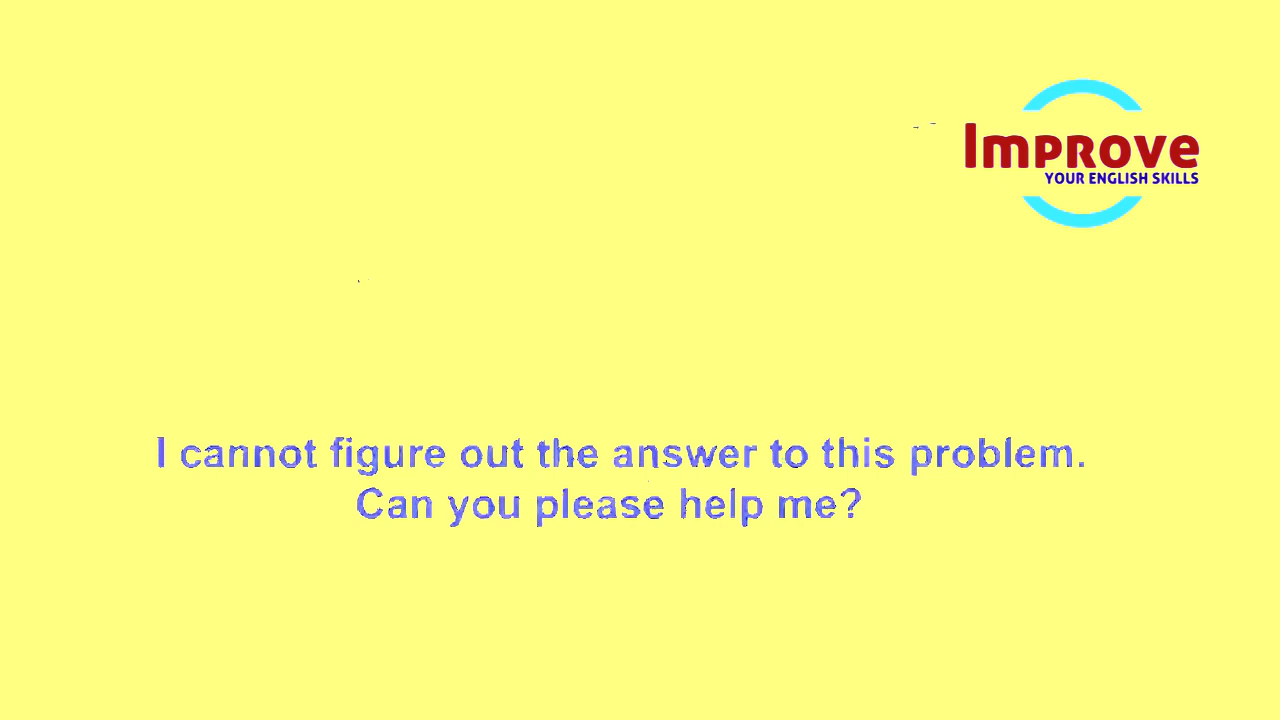 Improve
YOUR ENGLISH SKILLS
I cannot figure out the answer to this problem.
Can you please help me?